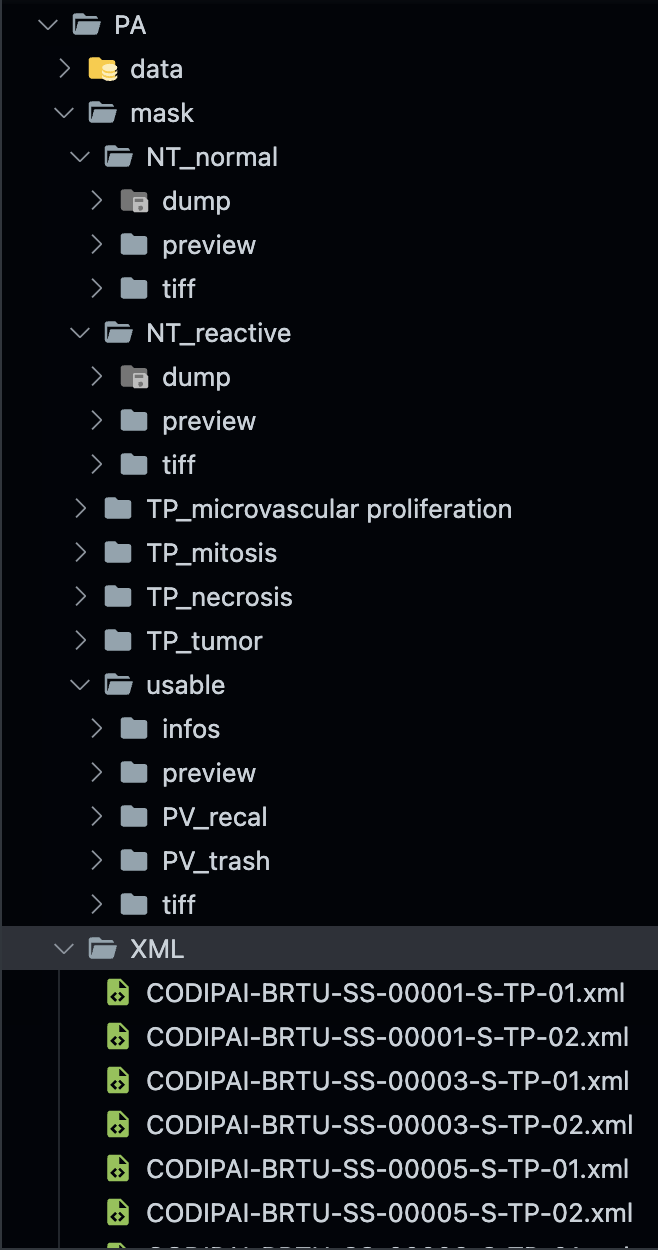 PA
data
mask
NT_normal
dump
preview
tiff
NT_reactive
dump
preview
tiff
TP_microvascular proliferation
TP_mitosis
TP_necrosis
TP_tumor
usable
infos
preview
PV_recal
PV_trash
tiff
XML
CODIPAI-BRTU-SS-00001-S-TP-01.xml
CODIPAI-BRTU-SS-00001-S-TP-02.xml
CODIPAI-BRTU-SS-00003-S-TP-01.xml
CODIPAI-BRTU-SS-00003-S-TP-02.xml
CODIPAI-BRTU-SS-00005-S-TP-01.xml
CODIPAI-BRTU-SS-00005-S-TP-02.xml